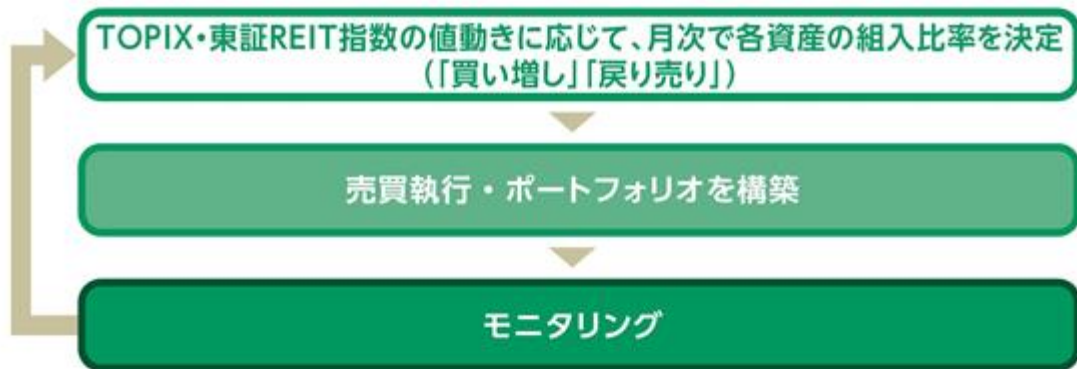 TOPIX・東証REIT指数の値動きに応じて、月次で各資産の組入比率を決定
(「買い増し」「戻り売り」)
売買執行・ポートフォリオを構築
モニタリング